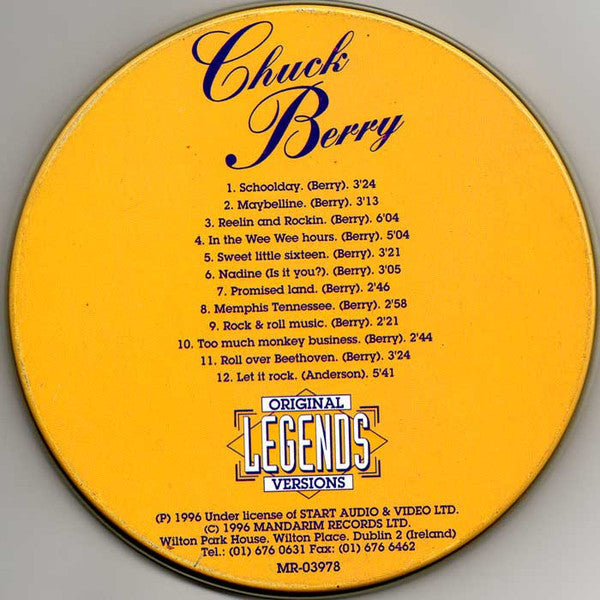 Chuck
Berry
1. Schoolday. (Berry). 3'24
2. Maybelline. (Berry). 3'13
3. Reelin and Rockin. (Berry). 6'04
4. In the Wee Wee hours. (Berry). 5'04
5. Sweet little sixteen. (Berry). 3'21
6. Nadine (Is it you?). (Berry). 3'05
7. Promised land. (Berry). 2'46
8. Memphis Tennessee. (Berry). 2'58
9. Rock & roll music. (Berry). 2'21
10. Too much monkey business. (Berry). 2'44
11. Roll over Beethoven. (Berry). 3'24
12. Let it rock. (Anderson). 5'41
ORIGINAL
LEGENDS
VERSIONS
(P) 1996 Under license of START AUDIO & VIDEO LTD.
(C) 1996 MANDARIM RECORDS LTD.
Wilton Park House. Wilton Place. Dublin 2 (Ireland)
Tel.: (01) 676 0631 Fax: (01) 676 6462
MR-03978